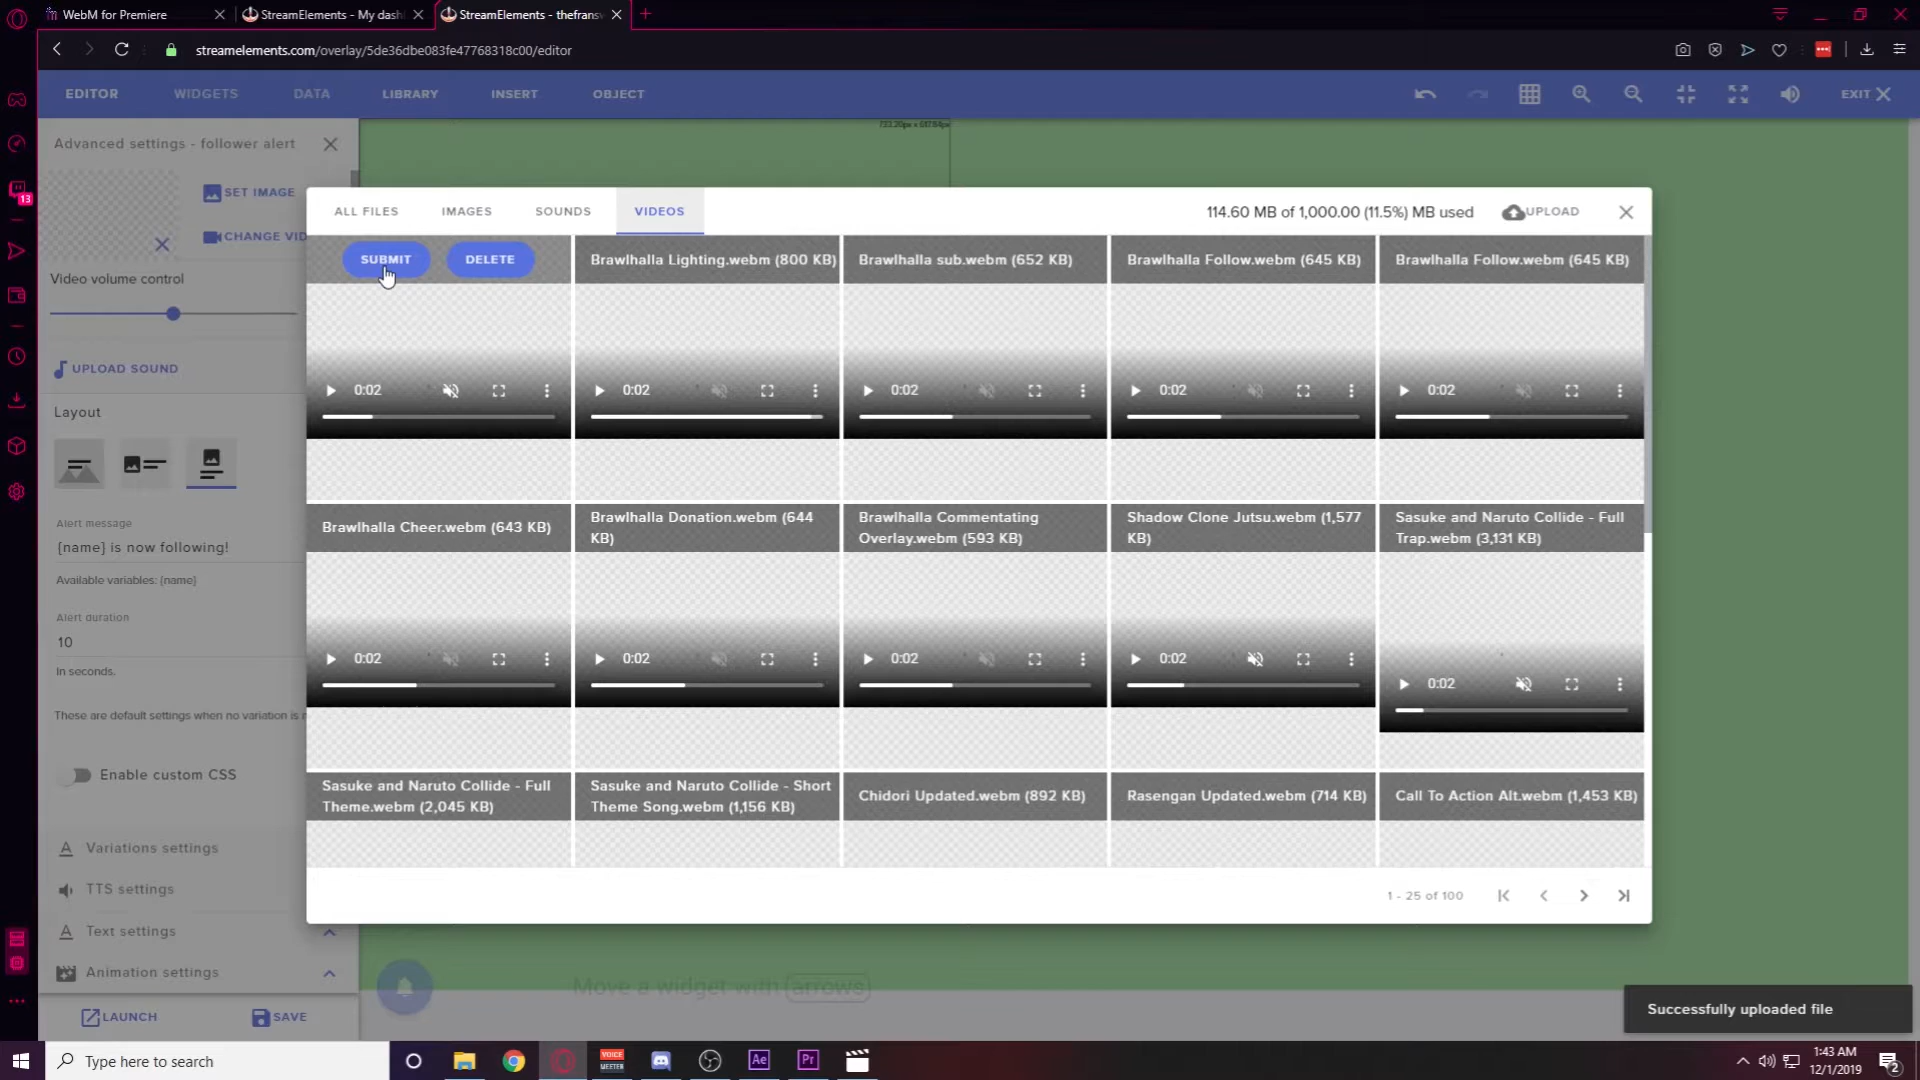 WebM for Premiere
StreamElements - My dash
StreamElements - thefransv
streamelements.com/overlay/5de36dbe083fe47768318c00/editor
EDITOR
WIDGETS
DATA
LIBRARY
INSERT
OBJECT
EXIT
Advanced settings - follower alert
SET IMAGE
CHANGE VID
Video volume control
UPLOAD SOUND
Layout
Alert message
{name} is now following!
Available variables: {name}
Alert duration
10
In seconds.
These are default settings when no variation is
Enable custom CSS
Variations settings
TTS settings
Text settings
Animation settings
LAUNCH
SAVE
13
ALL FILES
IMAGES
SOUNDS
VIDEOS
114.60 MB of 1,000.00 (11.5%) MB used
UPLOAD
SUBMIT
DELETE
Brawlhalla Lighting.webm (800 KB)
Brawlhalla sub.webm (652 KB)
Brawlhalla Follow.webm (645 KB)
Brawlhalla Follow.webm (645 KB)
0:02
0:02
0:02
0:02
0:02
Brawlhalla Cheer.webm (643 KB)
Brawlhalla Donation.webm (644
KB)
Brawlhalla Commentating
Overlay.webm (593 KB)
Shadow Clone Jutsu.webm (1,577
KB)
Sasuke and Naruto Collide - Full
Trap.webm (3,131 KB)
0:02
0:02
0:02
0:02
0:02
Sasuke and Naruto Collide - Full
Theme.webm (2,045 KB)
Sasuke and Naruto Collide - Short
Theme Song.webm (1,156 KB)
Chidori Updated.webm (892 KB)
Rasengan Updated.webm (714 KB)
Call To Action Alt.webm (1,453 KB)
1 - 25 of 100
Move a widget with arrows
Successfully uploaded file
Type here to search
VOICE
MEETER
Ae
Pr
1:43 AM
12/1/2019
2